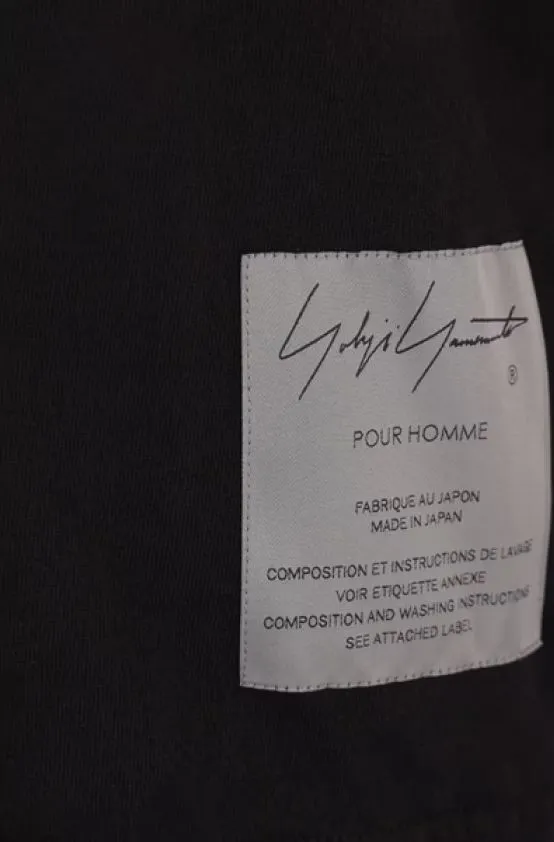 Yohji Yamamoto
®
POUR HOMME
FABRIQUE AU JAPON
MADE IN JAPAN
COMPOSITION ET INSTRUCTIONS DE LAVAGE
VOIR ETIQUETTE ANNEXE
COMPOSITION AND WASHING INSTRUCTIONS
SEE ATTACHED LABEL